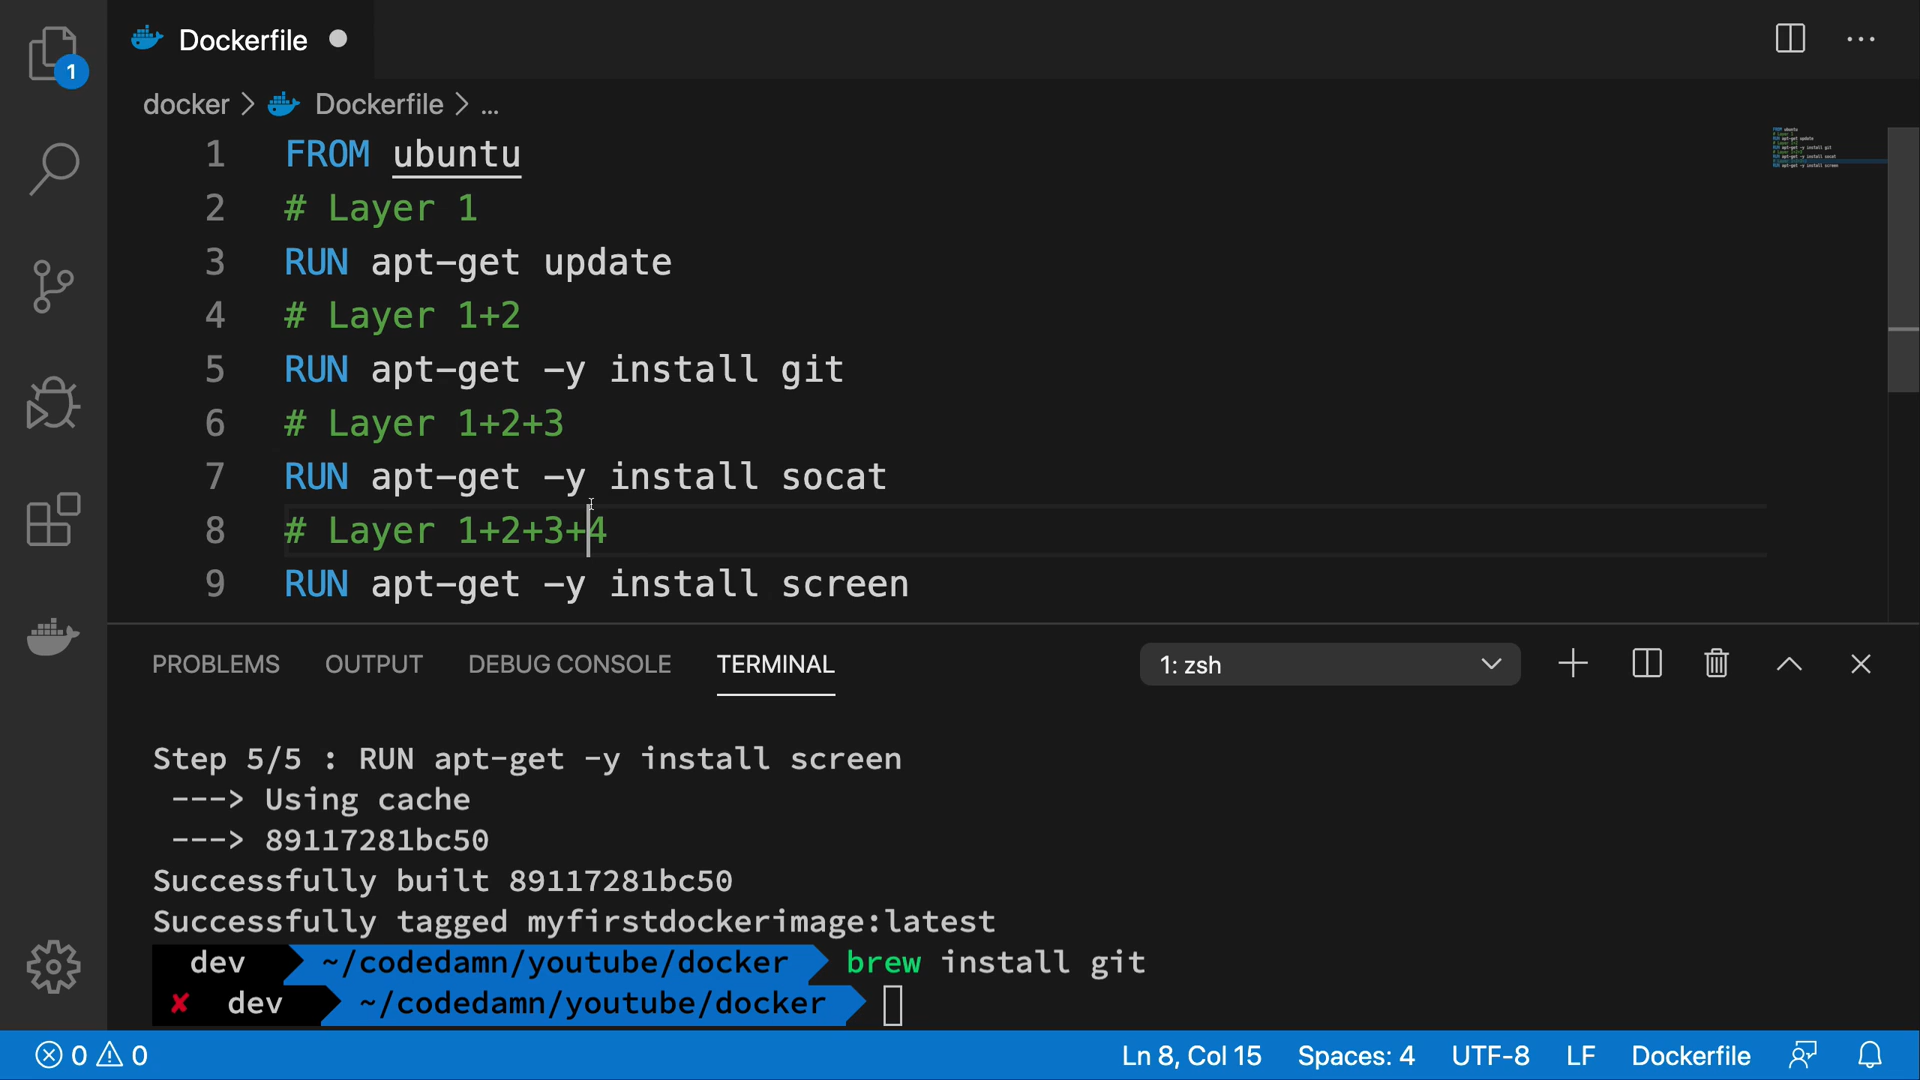 Dockerfile
1
docker > Dockerfile > ...
1 FROM ubuntu
2 # Layer 1
3 RUN apt-get update
4 # Layer 1+2
5 RUN apt-get -y install git
6 # Layer 1+2+3
7 RUN apt-get -y install socat
8 # Layer 1+2+3+4
9 RUN apt-get -y install screen
PROBLEMS OUTPUT DEBUG CONSOLE TERMINAL 1: zsh
Step 5/5 : RUN apt-get -y install screen
---> Using cache
---> 89117281bc50
Successfully built 89117281bc50
Successfully tagged myfirstdockerimage:latest
dev ~/codedamn/youtube/docker brew install git
✘ dev ~/codedamn/youtube/docker
0 0 Ln 8, Col 15 Spaces: 4 UTF-8 LF Dockerfile